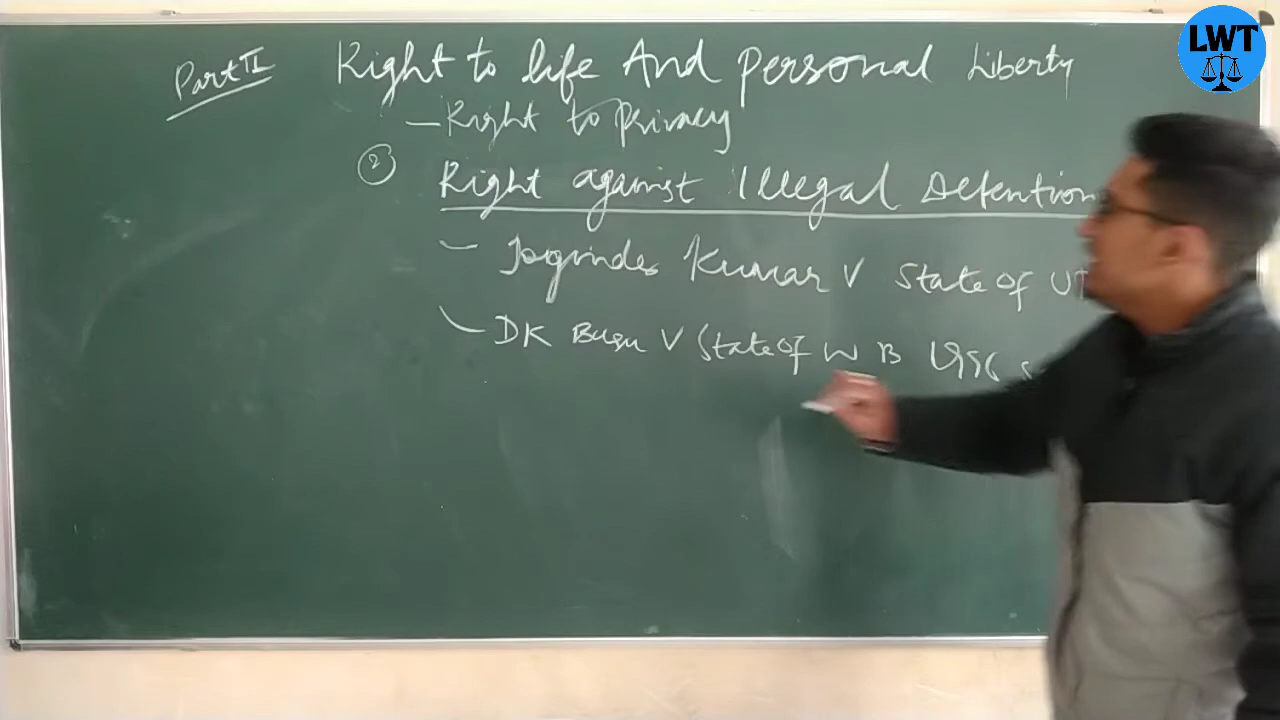 LWT
Part II
Right to life And Personal Liberty
— Right to Privacy
② Right against Illegal Detention
— Joginder Kumar V State of UP
— DK Basu V State of W B